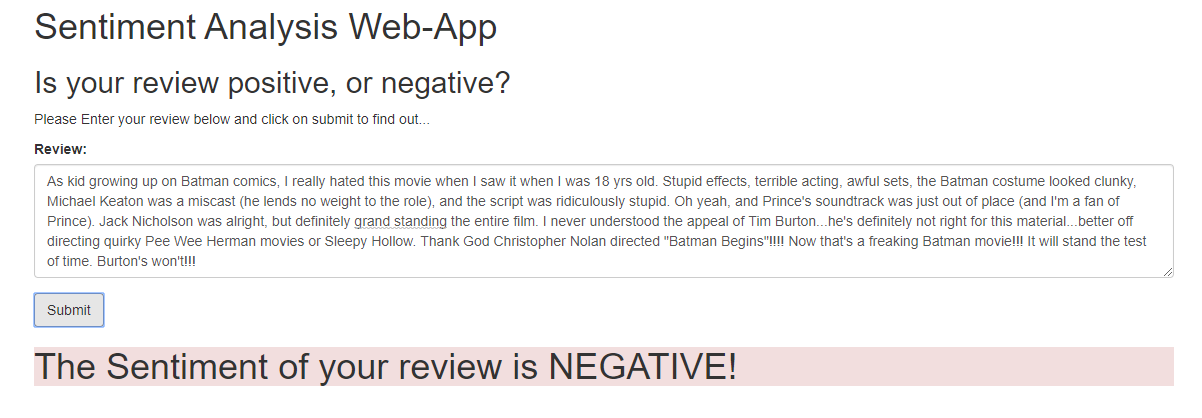 Sentiment Analysis Web-App
Is your review positive, or negative?
Please Enter your review below and click on submit to find out...
Review:
As kid growing up on Batman comics, I really hated this movie when I saw it when I was 18 yrs old. Stupid effects, terrible acting, awful sets, the Batman costume looked clunky,
Michael Keaton was a miscast (he lends no weight to the role), and the script was ridiculously stupid. Oh yeah, and Prince's soundtrack was just out of place (and I'm a fan of
Prince). Jack Nicholson was alright, but definitely grand standing the entire film. I never understood the appeal of Tim Burton...he's definitely not right for this material...better off
directing quirky Pee Wee Herman movies or Sleepy Hollow. Thank God Christopher Nolan directed "Batman Begins"!!!! Now that's a freaking Batman movie!!! It will stand the test
of time. Burton's won't!!!
Submit
The Sentiment of your review is NEGATIVE!